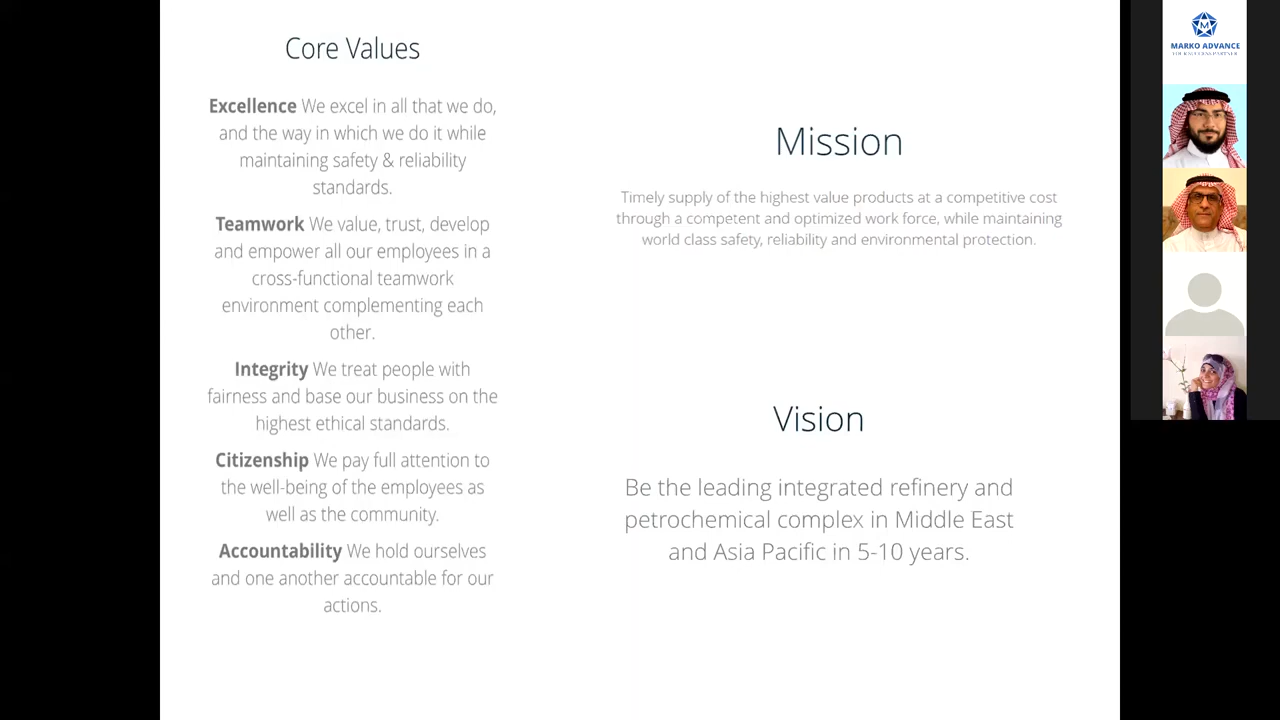 Core Values
Excellence We excel in all that we do,
and the way in which we do it while
maintaining safety & reliability
standards.
Teamwork We value, trust, develop
and empower all our employees in a
cross-functional teamwork
environment complementing each
other.
Integrity We treat people with
fairness and base our business on the
highest ethical standards.
Citizenship We pay full attention to
the well-being of the employees as
well as the community.
Accountability We hold ourselves
and one another accountable for our
actions.
Mission
Timely supply of the highest value products at a competitive cost
through a competent and optimized work force, while maintaining
world class safety, reliability and environmental protection.
Vision
Be the leading integrated refinery and
petrochemical complex in Middle East
and Asia Pacific in 5-10 years.
M
MARKO ADVANCE